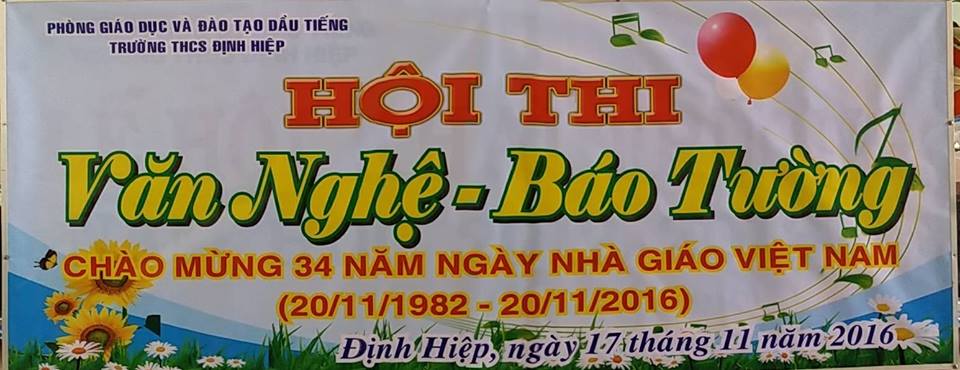 PHÒNG GIÁO DỤC VÀ ĐÀO TẠO DẦU TIẾNG
TRƯỜNG THCS ĐỊNH HIỆP
HỘI THI
Văn Nghệ - Báo Tường
CHÀO MỪNG 34 NĂM NGÀY NHÀ GIÁO VIỆT NAM
(20/11/1982 - 20/11/2016)
Định Hiệp, ngày 17 tháng 11 năm 2016